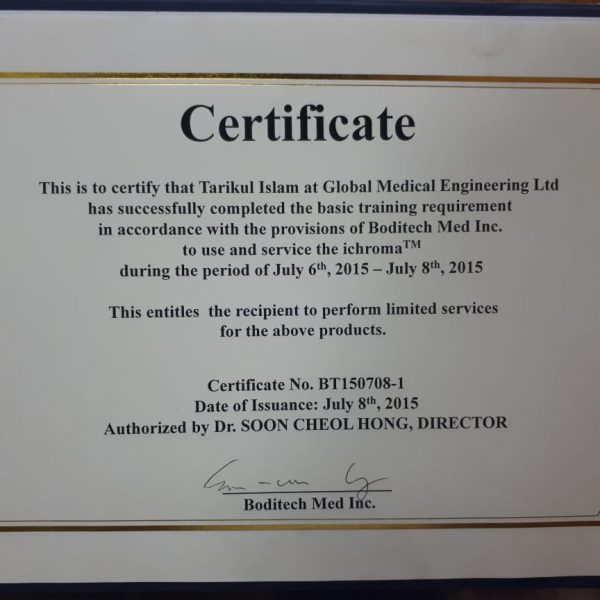 Certificate
This is to certify that Tarikul Islam at Global Medical Engineering Ltd
has successfully completed the basic training requirement
in accordance with the provisions of Boditech Med Inc.
to use and service the ichroma™
during the period of July 6th, 2015 – July 8th, 2015
This entitles the recipient to perform limited services
for the above products.
Certificate No. BT150708-1
Date of Issuance: July 8th, 2015
Authorized by Dr. SOON CHEOL HONG, DIRECTOR
Boditech Med Inc.